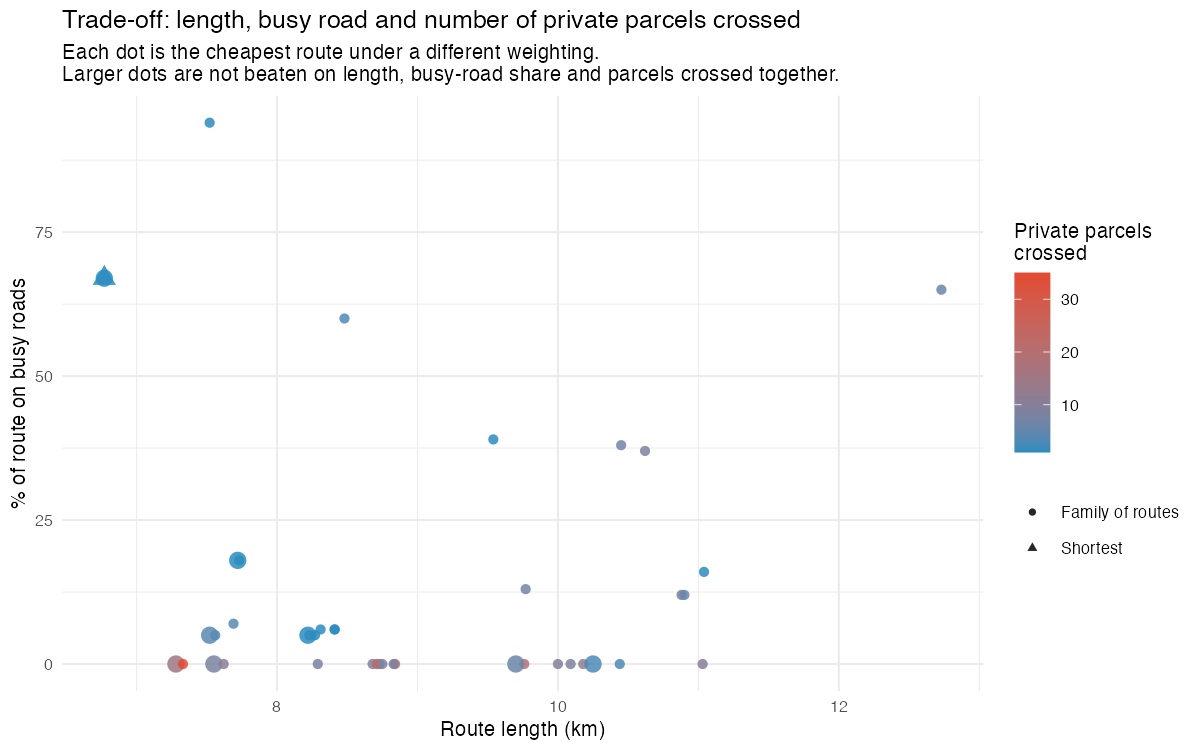 Trade-off: length, busy road and number of private parcels crossed
Each dot is the cheapest route under a different weighting.
Larger dots are not beaten on length, busy-road share and parcels crossed together.
% of route on busy roads
75
50
25
0
8
10
12
Route length (km)
Private parcels
crossed
30
20
10
Family of routes
Shortest